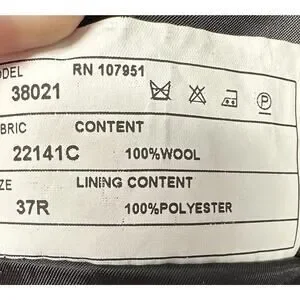 ODEL RN 107951
38021
BRIC CONTENT
22141C 100%WOOL
ZE LINING CONTENT
37R 100%POLYESTER